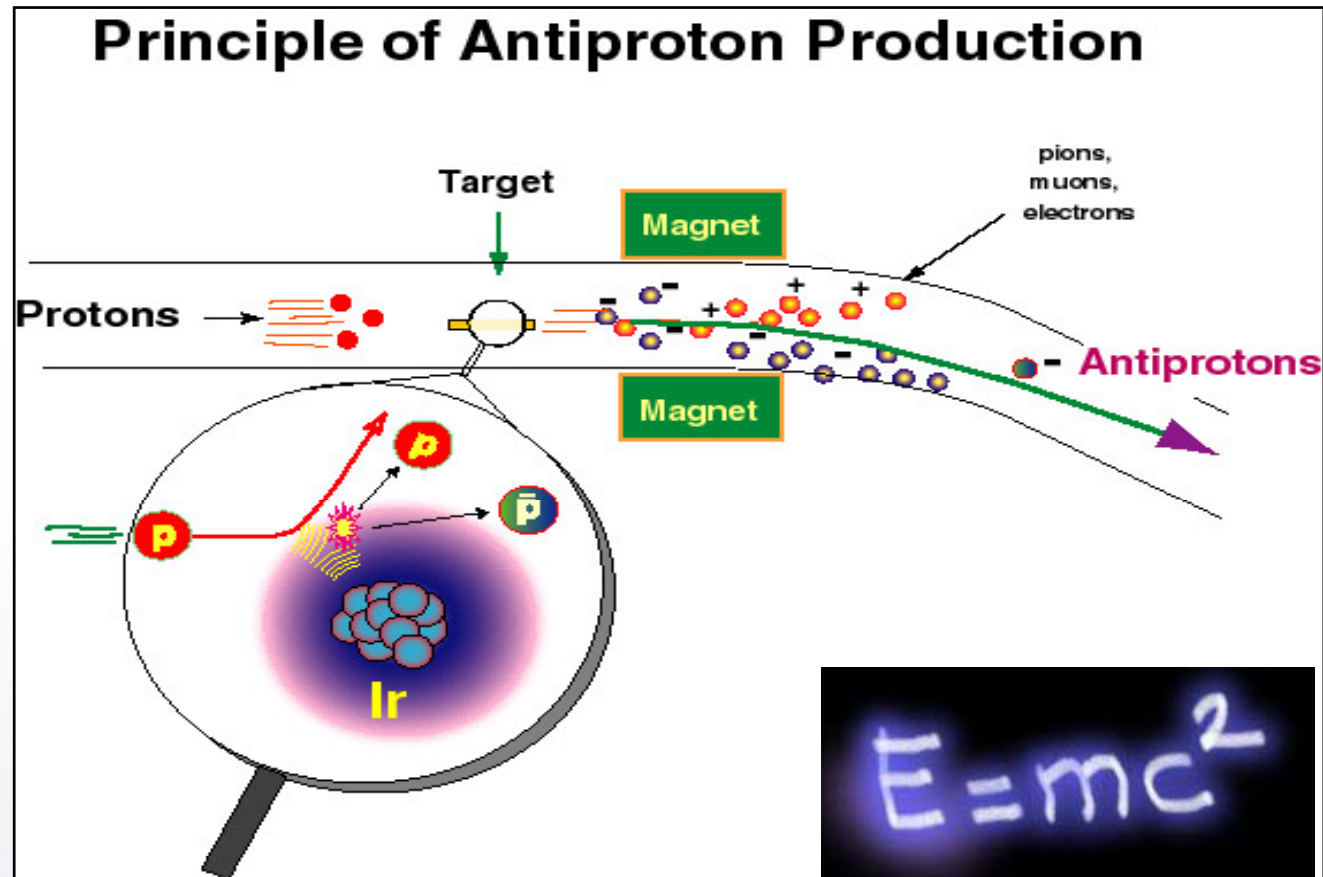 Principle of Antiproton Production
pions,
muons,
electrons
Target
Magnet
- -
+
+
+
Protons
-
-
-
- Antiprotons
Magnet
p
p̄
p
Ir
E=mc²